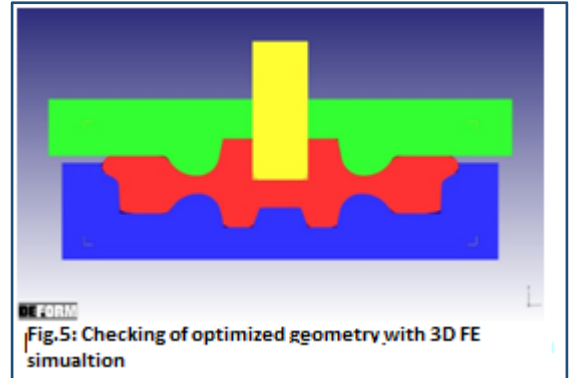 DEFORM
Fig.5: Checking of optimized geometry with 3D FE
simualtion